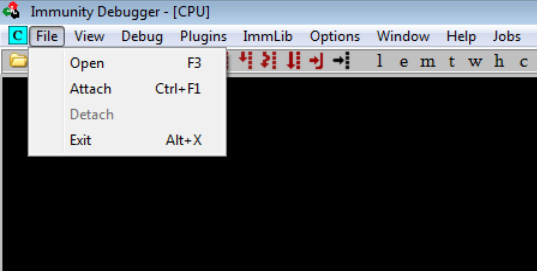 Immunity Debugger - [CPU]
C File View Debug Plugins ImmLib Options Window Help Jobs
l e m t w h c
Open F3
Attach Ctrl+F1
Detach
Exit Alt+X